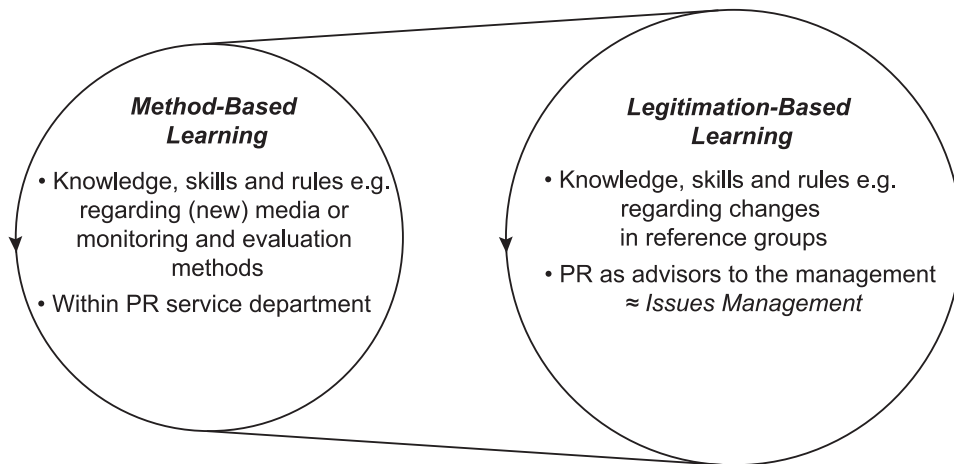 Method-Based
Learning
• Knowledge, skills and rules e.g.
regarding (new) media or
monitoring and evaluation
methods
• Within PR service department
Legitimation-Based
Learning
• Knowledge, skills and rules e.g.
regarding changes
in reference groups
• PR as advisors to the management
≈ Issues Management